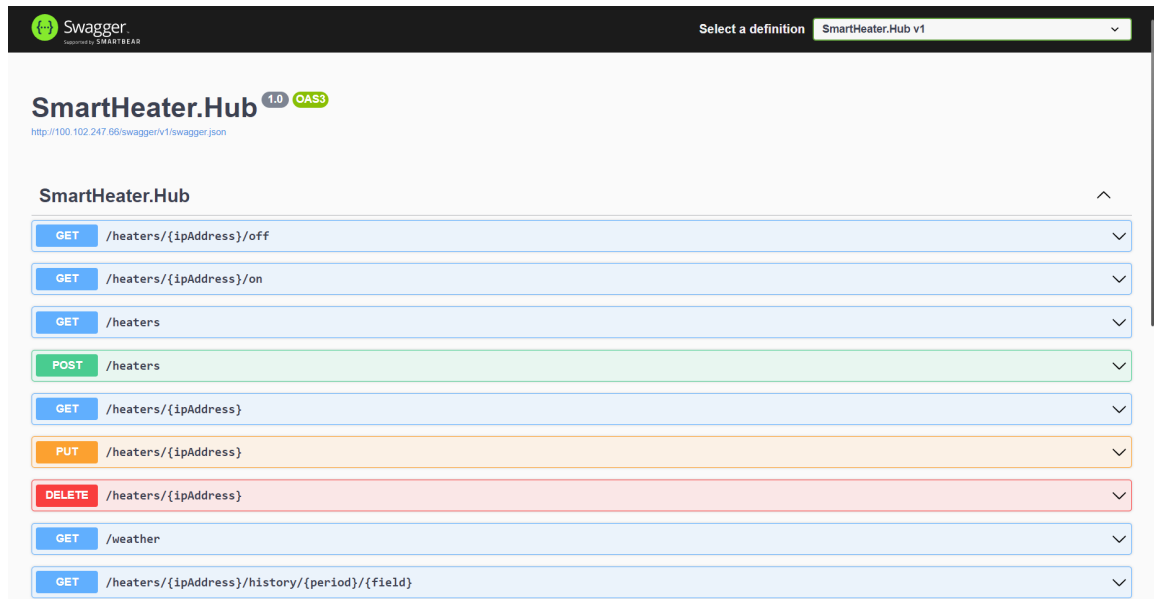 Swagger.
Supported by SMARTBEAR
Select a definition
SmartHeater.Hub v1
SmartHeater.Hub 1.0 OAS3
http://100.102.247.66/swagger/v1/swagger.json
SmartHeater.Hub
GET /heaters/{ipAddress}/off
GET /heaters/{ipAddress}/on
GET /heaters
POST /heaters
GET /heaters/{ipAddress}
PUT /heaters/{ipAddress}
DELETE /heaters/{ipAddress}
GET /weather
GET /heaters/{ipAddress}/history/{period}/{field}